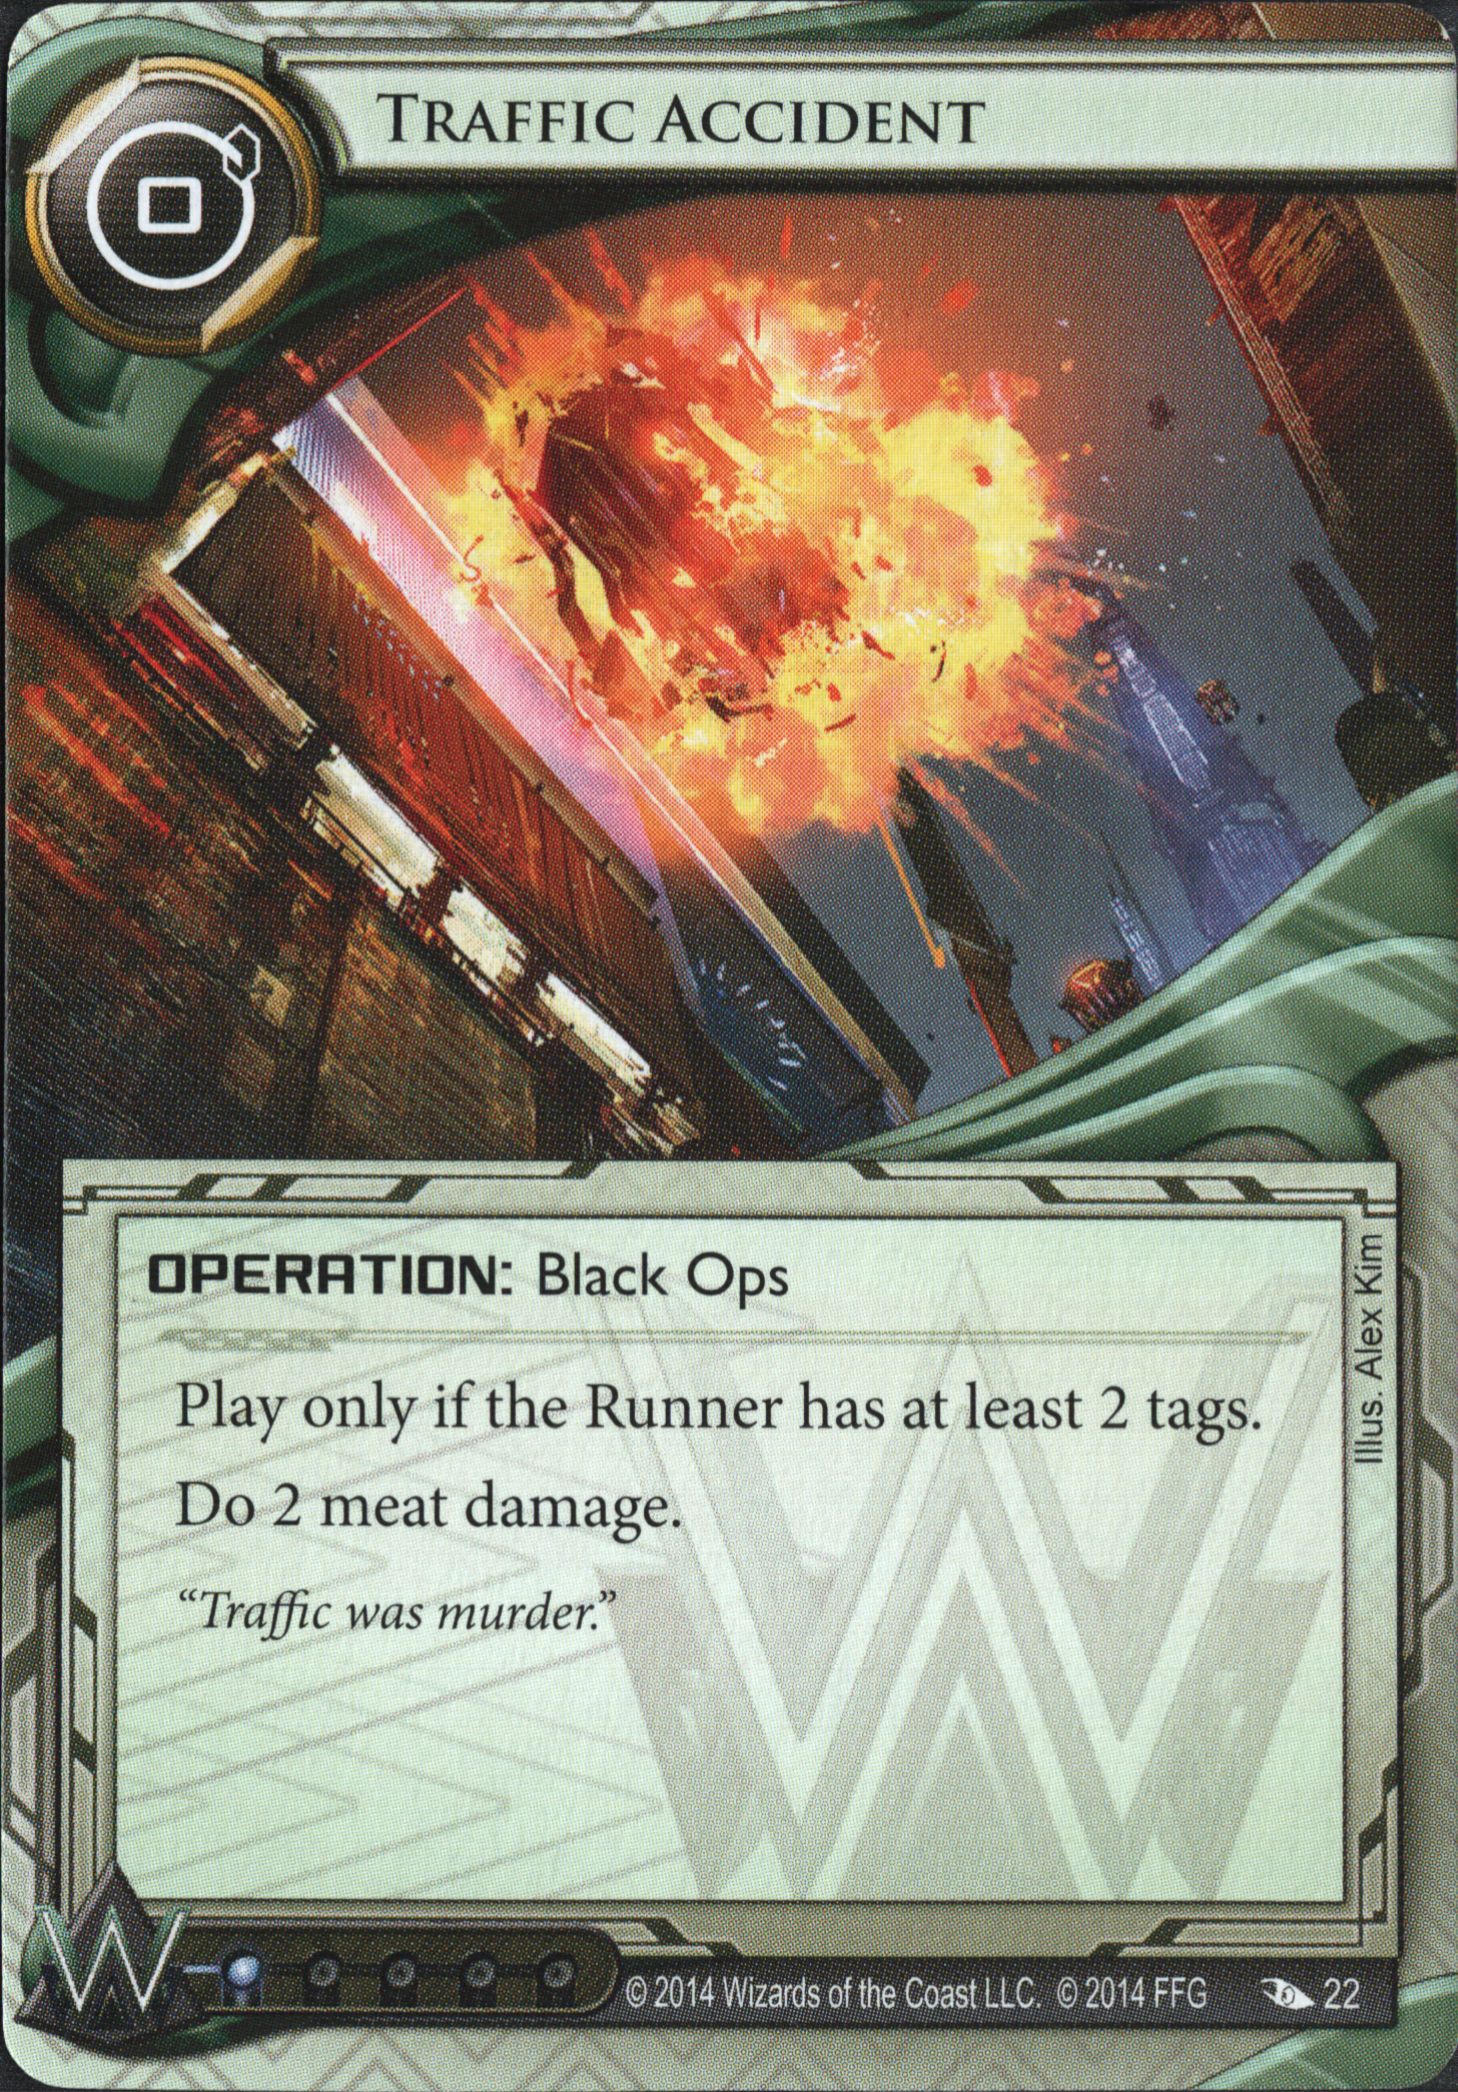 TRAFFIC ACCIDENT
0
OPERATION: Black Ops
Play only if the Runner has at least 2 tags.
Do 2 meat damage.
“Traffic was murder.”
Illus. Alex Kim
© 2014 Wizards of the Coast LLC. © 2014 FFG 22